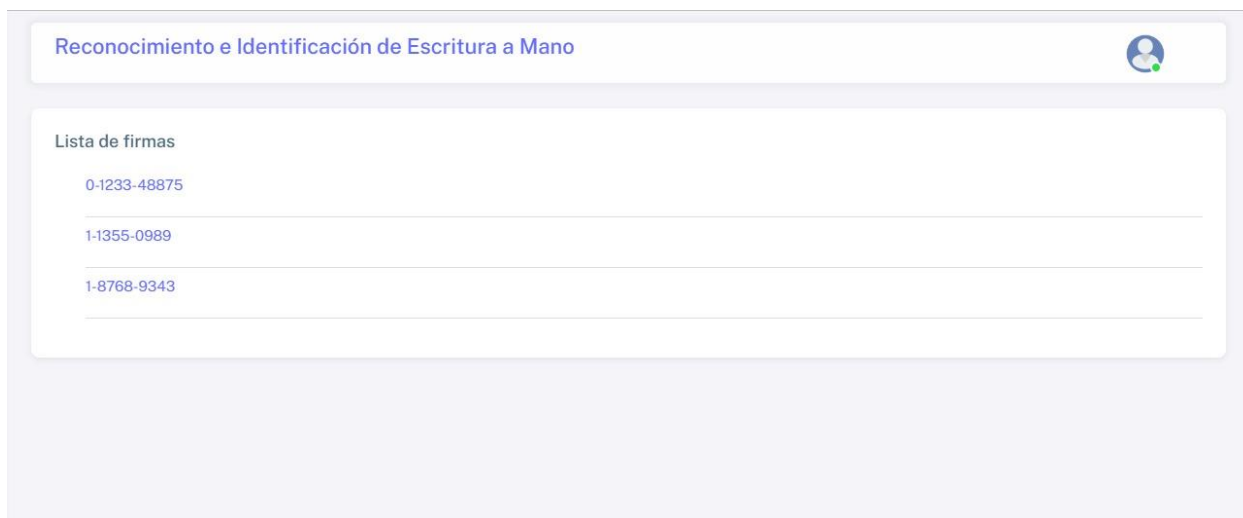 Reconocimiento e Identificación de Escritura a Mano
Lista de firmas
0-1233-48875
1-1355-0989
1-8768-9343